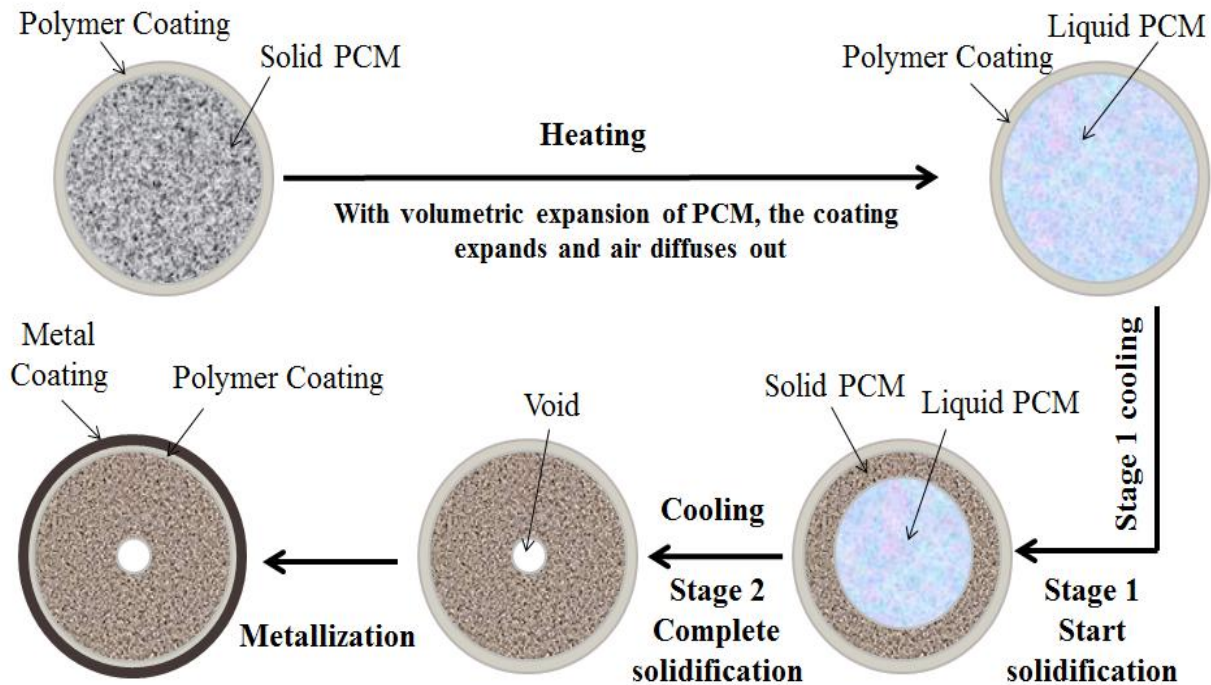 Polymer Coating
Solid PCM
Liquid PCM
Polymer Coating
Heating
With volumetric expansion of PCM, the coating
expands and air diffuses out
Stage 1 cooling
Metal
Coating
Polymer Coating
Void
Solid PCM
Liquid PCM
Cooling
Stage 2
Complete
solidification
Stage 1
Start
solidification
Metallization